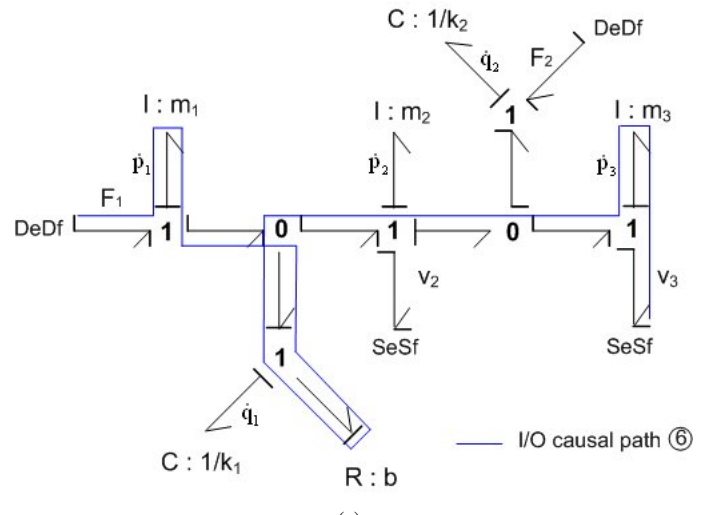 C : 1/k₂
DeDf
q̇₂
F₂
I : m₁
I : m₂
1
I : m₃
ṗ₁
ṗ₂
ṗ₃
F₁
DeDf
1
0
1
0
1
v₂
v₃
SeSf
SeSf
1
q̇₁
C : 1/k₁
I/O causal path ⑥
R : b